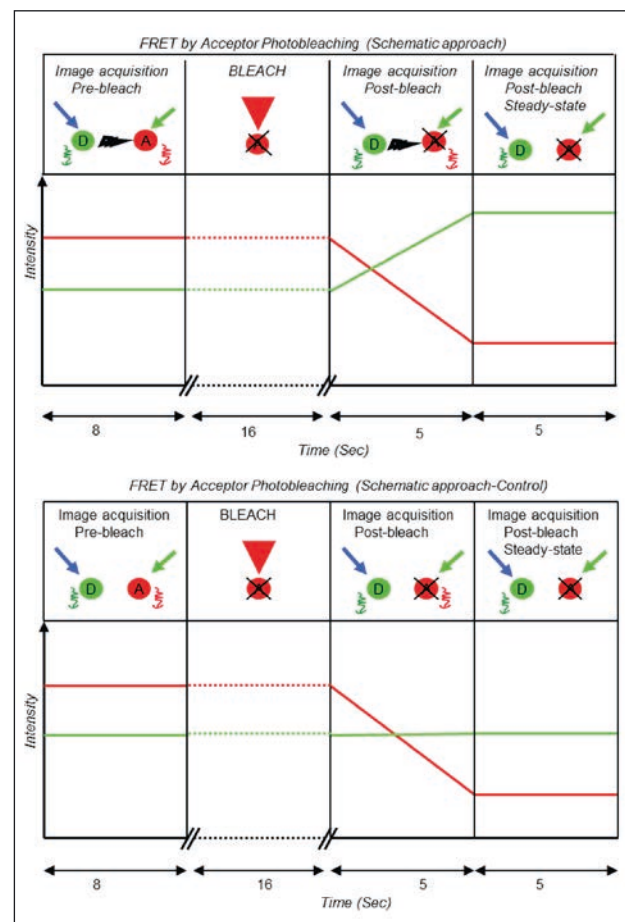 FRET by Acceptor Photobleaching (Schematic approach)
Image acquisition
Pre-bleach
D
A
BLEACH
A
Image acquisition
Post-bleach
D
A
Image acquisition
Post-bleach
Steady-state
D
A
Intensity
8
16
5
5
Time (Sec)
FRET by Acceptor Photobleaching (Schematic approach-Control)
Image acquisition
Pre-bleach
D
A
BLEACH
A
Image acquisition
Post-bleach
D
A
Image acquisition
Post-bleach
Steady-state
D
A
Intensity
8
16
5
5
Time (Sec)